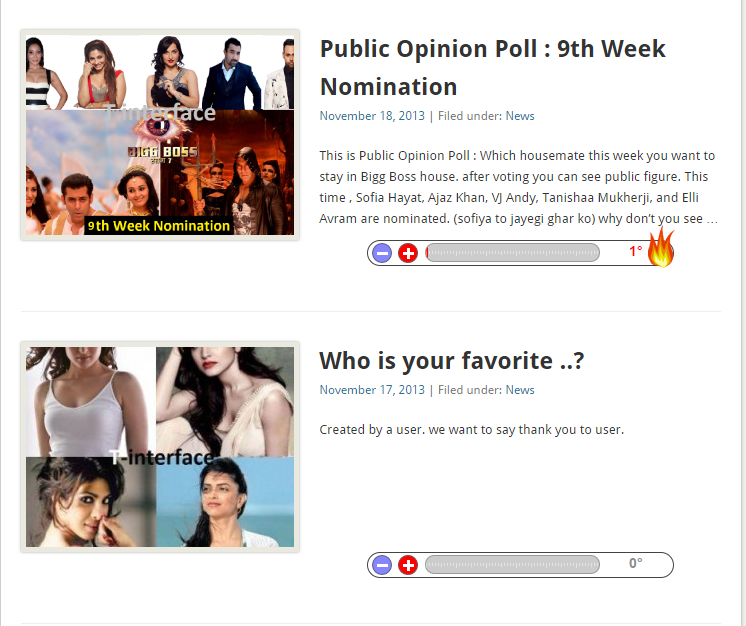 Public Opinion Poll : 9th Week
Nomination
November 18, 2013 | Filed under: News
This is Public Opinion Poll : Which housemate this week you want to
stay in Bigg Boss house. after voting you can see public figure. This
time , Sofia Hayat, Ajaz Khan, VJ Andy, Tanishaa Mukherji, and Elli
Avram are nominated. (sofiya to jayegi ghar ko) why don't you see …
T-interface
BIGG BOSS
साथ 7
9th Week Nomination
1°
Who is your favorite ..?
November 17, 2013 | Filed under: News
Created by a user. we want to say thank you to user.
T-interface
0°